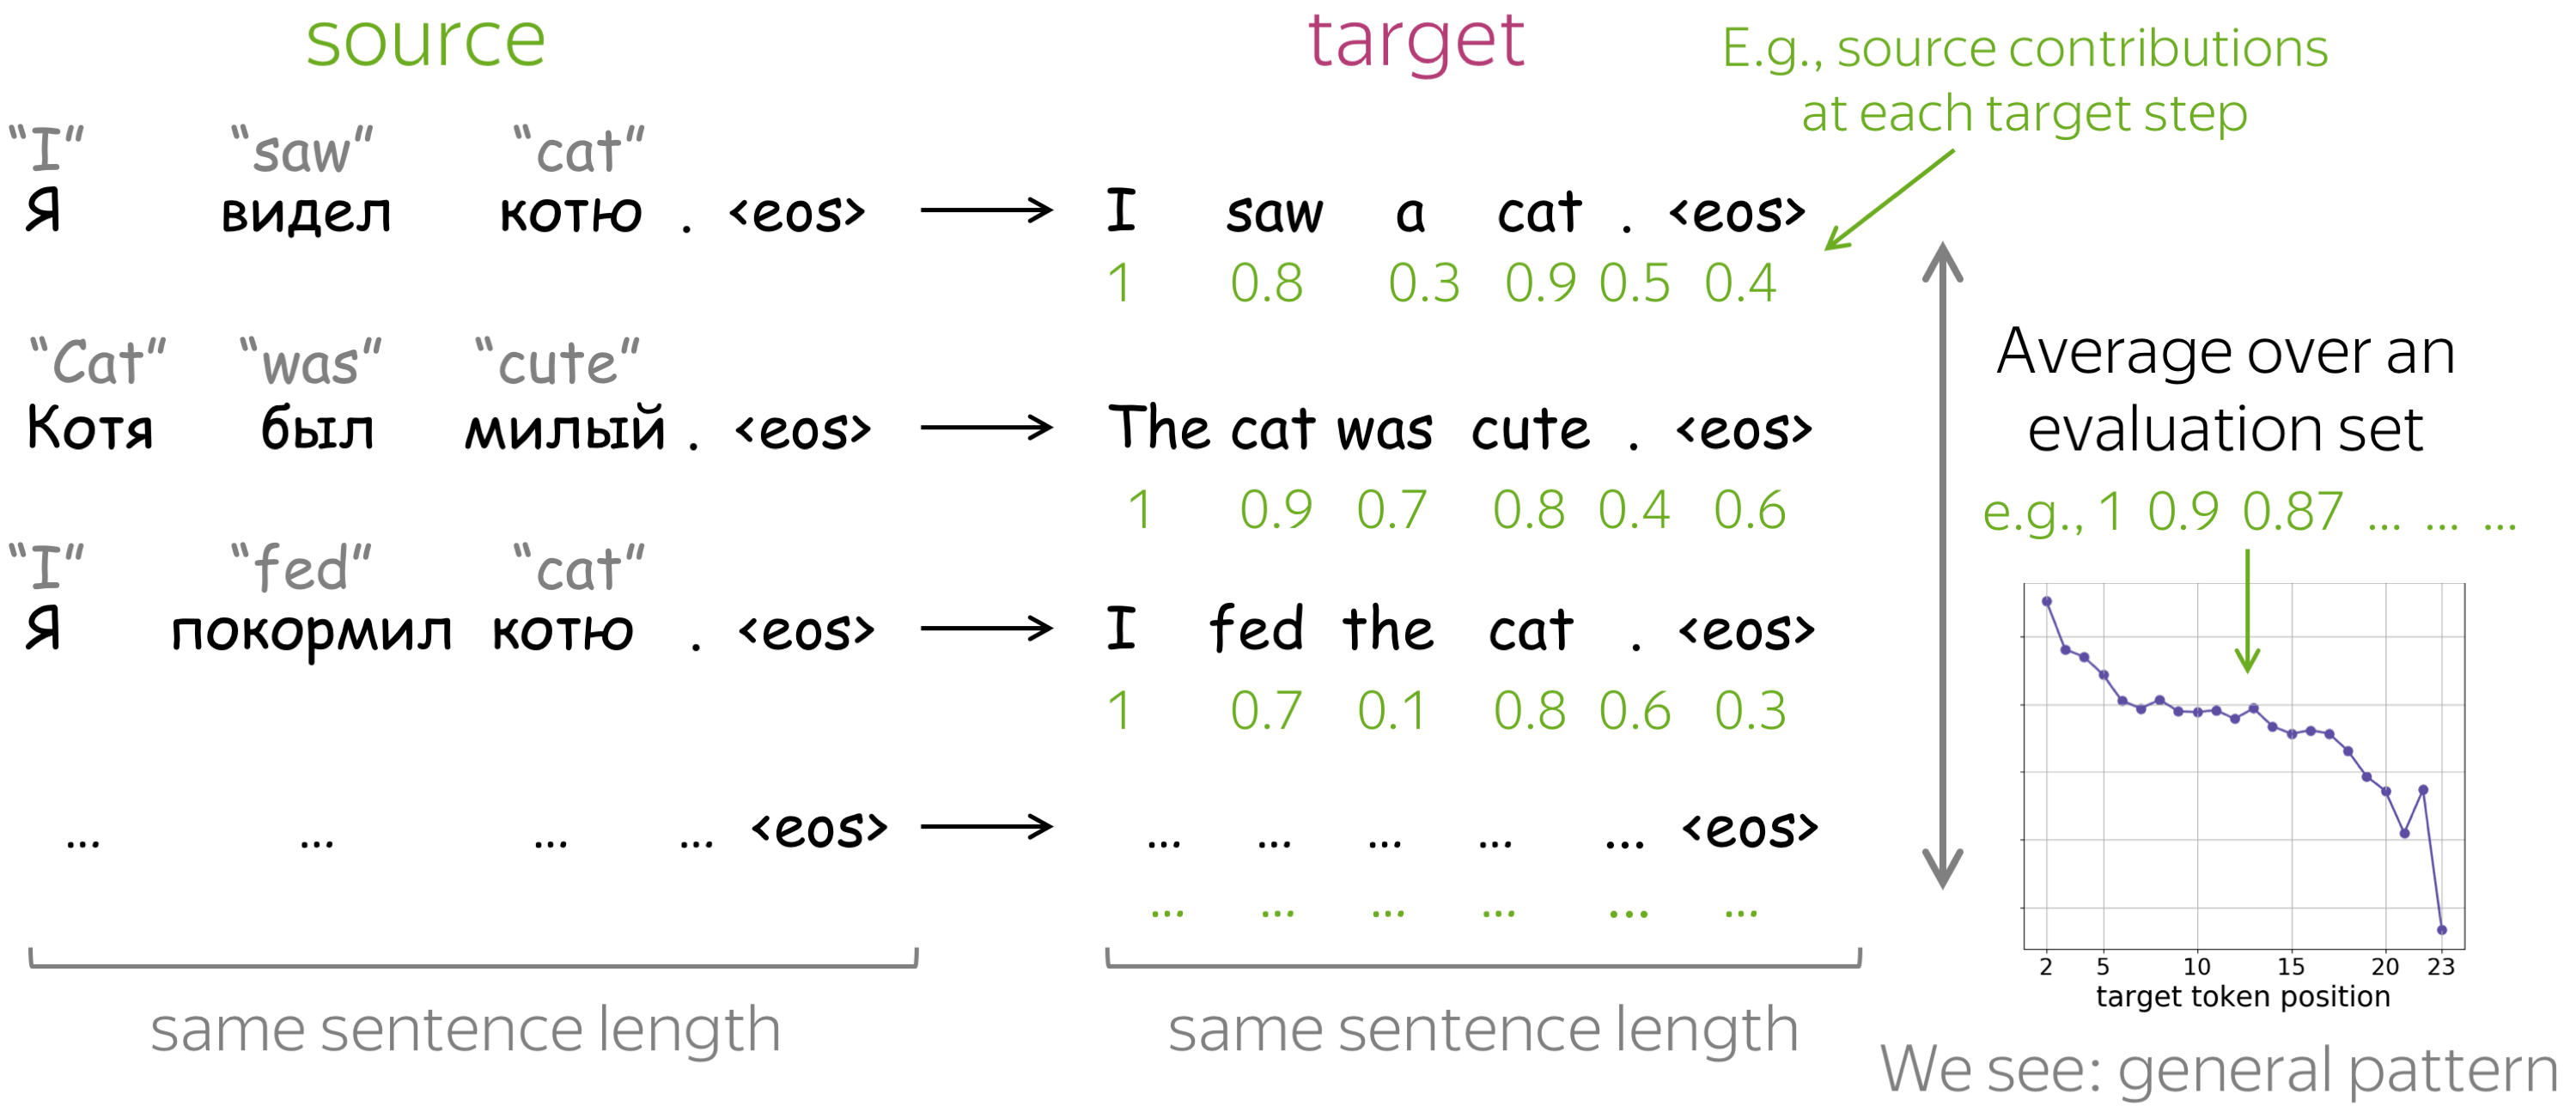 source
target
E.g., source contributions
at each target step
“I” “saw” “cat”
Я видел котю . <eos>
I saw a cat . <eos>
1 0.8 0.3 0.9 0.5 0.4
“Cat” “was” “cute”
Котя был милый . <eos>
The cat was cute . <eos>
1 0.9 0.7 0.8 0.4 0.6
“I” “fed” “cat”
Я покормил котю . <eos>
I fed the cat . <eos>
1 0.7 0.1 0.8 0.6 0.3
... ... ... ... <eos>
... ... ... ... ... <eos>
... ... ... ... ... ...
same sentence length
same sentence length
Average over an
evaluation set
e.g., 1 0.9 0.87 ... ... ...
2 5 10 15 20 23
target token position
We see: general pattern